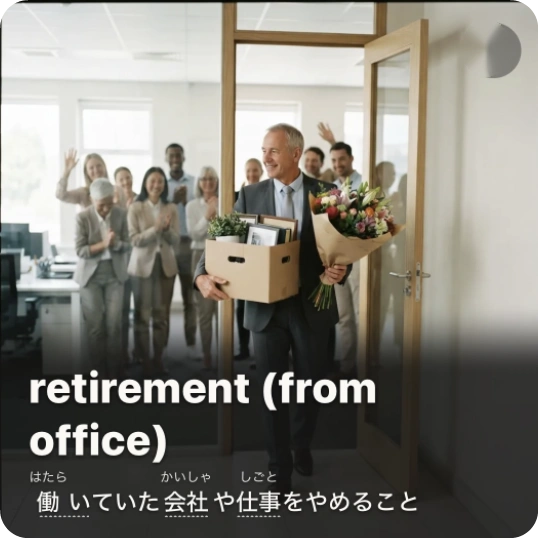 retirement (from
office)
はたら かいしゃ しごと
働いていた会社や仕事をやめること